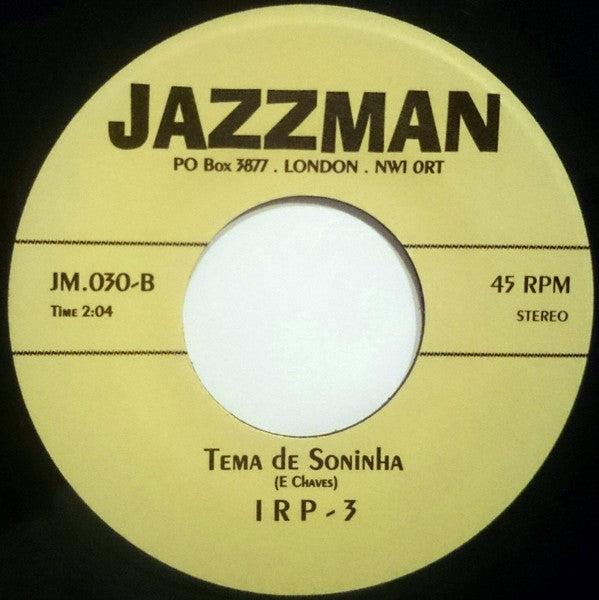 JAZZMAN
PO Box 3877 . LONDON . NW1 0RT
JM.030-B
45 RPM
Time 2:04
STEREO
Tema de Soninha
(E Chaves)
I R P - 3